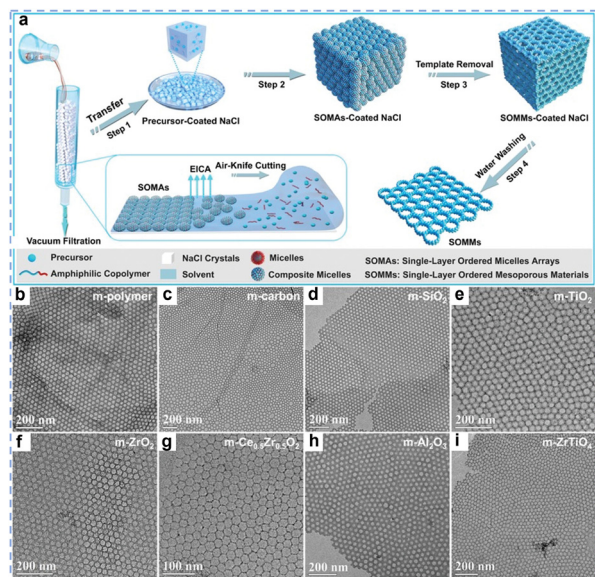 a
Transfer
Step 1
Precursor-Coated NaCl
Step 2
SOMAs-Coated NaCl
Template Removal
Step 3
SOMMs-Coated NaCl
Water Washing
Step 4
SOMMs
Vacuum Filtration
SOMAs
EICA
Air-Knife Cutting
Precursor
NaCl Crystals
Micelles
SOMAs: Single-Layer Ordered Micelles Arrays
Amphiphilic Copolymer
Solvent
Composite Micelles
SOMMs: Single-Layer Ordered Mesoporous Materials
b m-polymer
200 nm
c m-carbon
200 nm
d m-SiO₂
200 nm
e m-TiO₂
200 nm
f m-ZrO₂
200 nm
g m-Ce₀.₅Zr₀.₅O₂
100 nm
h m-Al₂O₃
200 nm
i m-ZrTiO₄
200 nm